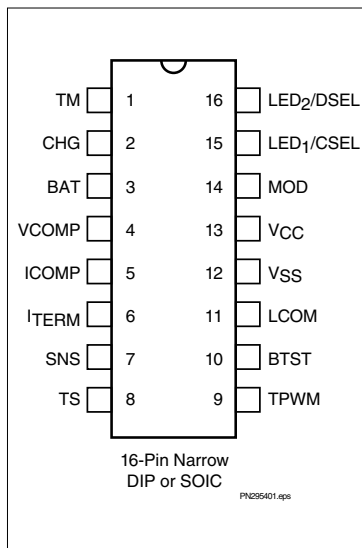 TM 1 16 LED2/DSEL
CHG 2 15 LED1/CSEL
BAT 3 14 MOD
VCOMP 4 13 VCC
ICOMP 5 12 VSS
ITERM 6 11 LCOM
SNS 7 10 BTST
TS 8 9 TPWM
16-Pin Narrow
DIP or SOIC
PN295401.eps